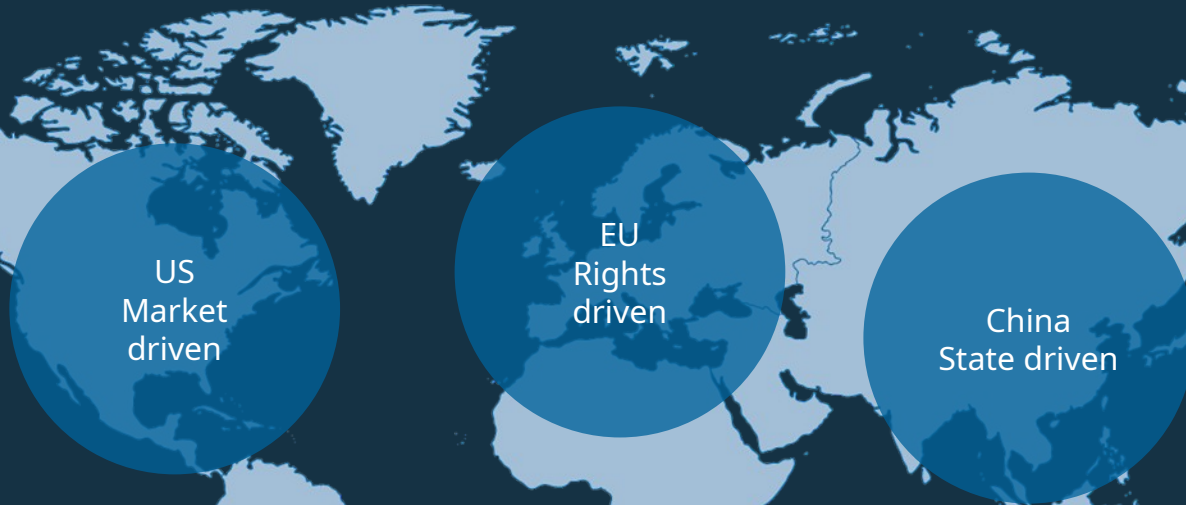 US
Market
driven
EU
Rights
driven
China
State driven